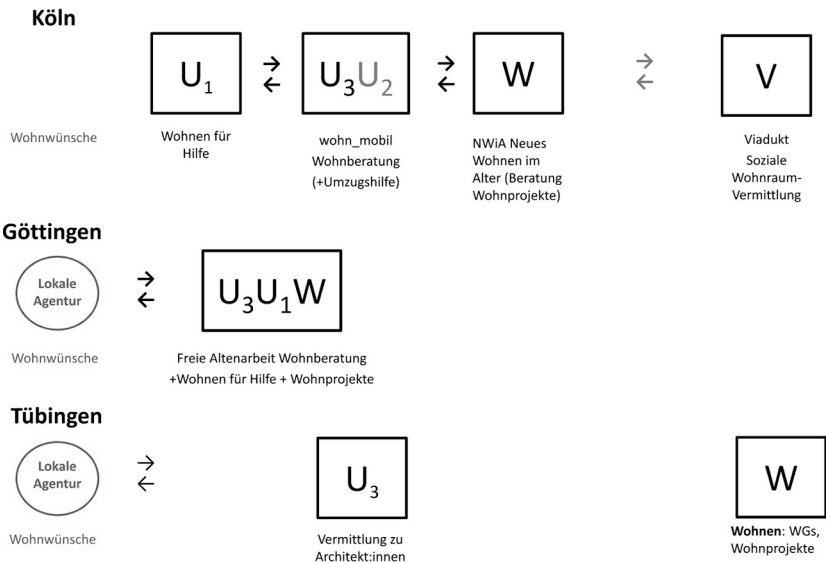 Köln
U1
U3U2
W
V
Wohnwünsche
Wohnen für
Hilfe
wohn_mobil
Wohnberatung
(+Umzugshilfe)
NWiA Neues
Wohnen im
Alter (Beratung
Wohnprojekte)
Viadukt
Soziale
Wohnraum-
Vermittlung
Göttingen
Lokale
Agentur
U3U1W
Wohnwünsche
Freie Altenarbeit Wohnberatung
+Wohnen für Hilfe + Wohnprojekte
Tübingen
Lokale
Agentur
U3
W
Wohnwünsche
Vermittlung zu
Architekt:innen
Wohnen: WGs,
Wohnprojekte